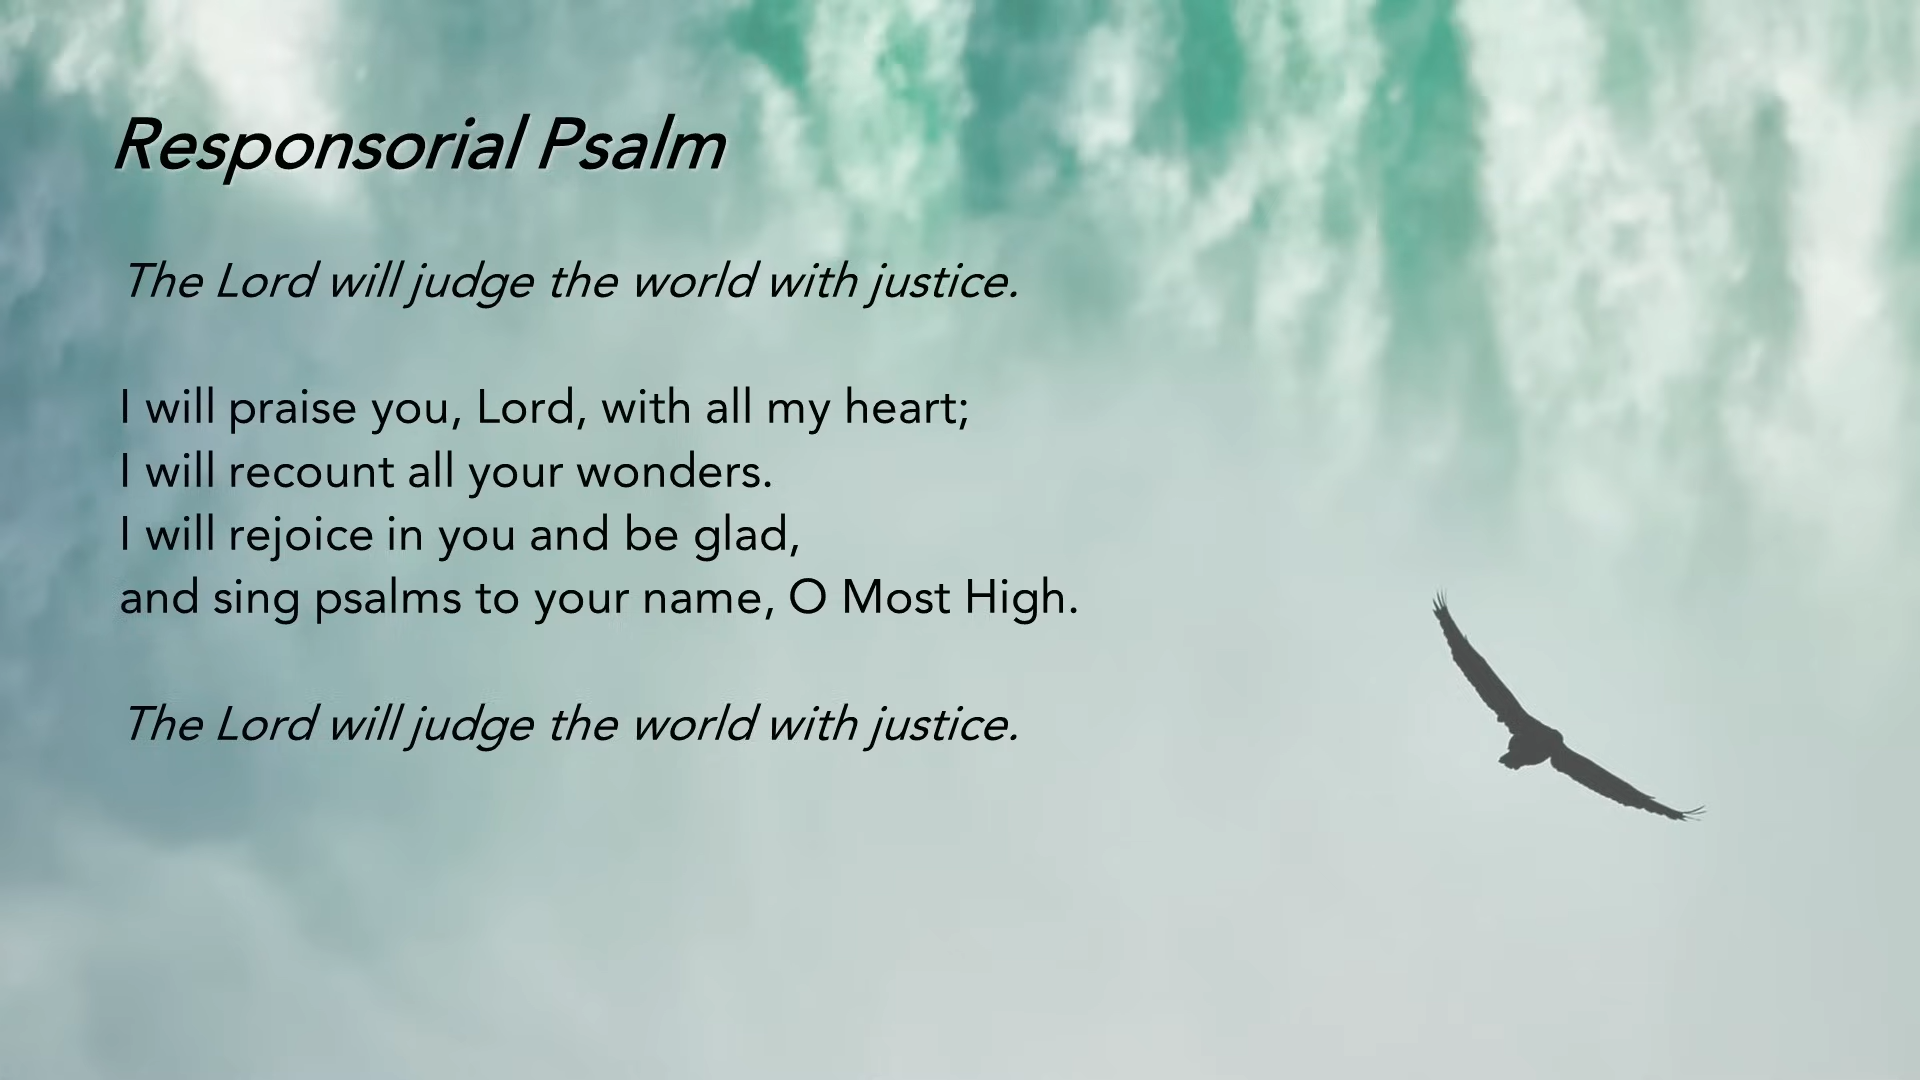 Responsorial Psalm
The Lord will judge the world with justice.
I will praise you, Lord, with all my heart;
I will recount all your wonders.
I will rejoice in you and be glad,
and sing psalms to your name, O Most High.
The Lord will judge the world with justice.